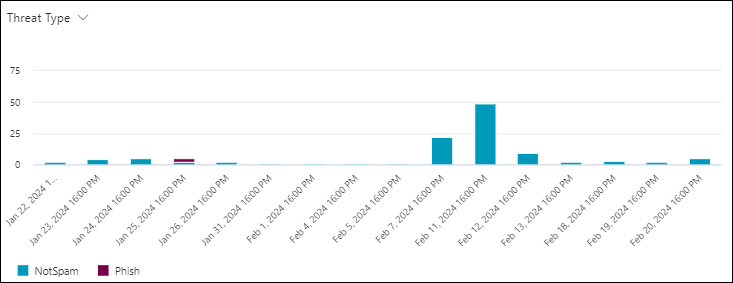 Threat Type
75
50
25
0
Jan 22, 2024 1...
Jan 23, 2024 16:00 PM
Jan 24, 2024 16:00 PM
Jan 25, 2024 16:00 PM
Jan 26, 2024 16:00 PM
Jan 31, 2024 16:00 PM
Feb 1, 2024 16:00 PM
Feb 4, 2024 16:00 PM
Feb 5, 2024 16:00 PM
Feb 7, 2024 16:00 PM
Feb 11, 2024 16:00 PM
Feb 12, 2024 16:00 PM
Feb 13, 2024 16:00 PM
Feb 18, 2024 16:00 PM
Feb 19, 2024 16:00 PM
Feb 20, 2024 16:00 PM
NotSpam
Phish